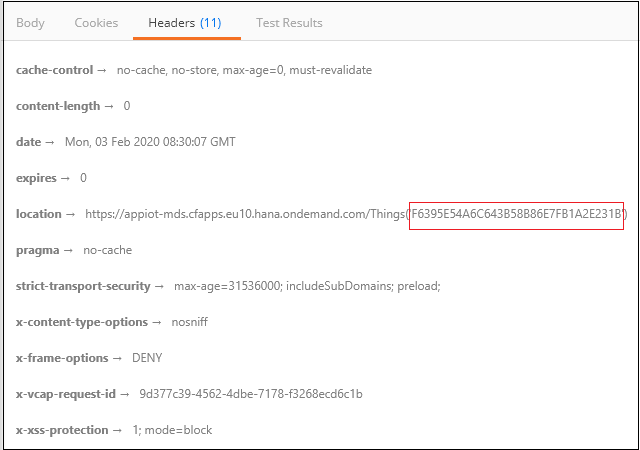 Body Cookies Headers (11) Test Results
cache-control → no-cache, no-store, max-age=0, must-revalidate
content-length → 0
date → Mon, 03 Feb 2020 08:30:07 GMT
expires → 0
location → https://appiot-mds.cfapps.eu10.hana.ondemand.com/Things('F6395E54A6C643B58B86E7FB1A2E231B')
pragma → no-cache
strict-transport-security → max-age=31536000; includeSubDomains; preload;
x-content-type-options → nosniff
x-frame-options → DENY
x-vcap-request-id → 9d377c39-4562-4dbe-7178-f3268ecd6c1b
x-xss-protection → 1; mode=block